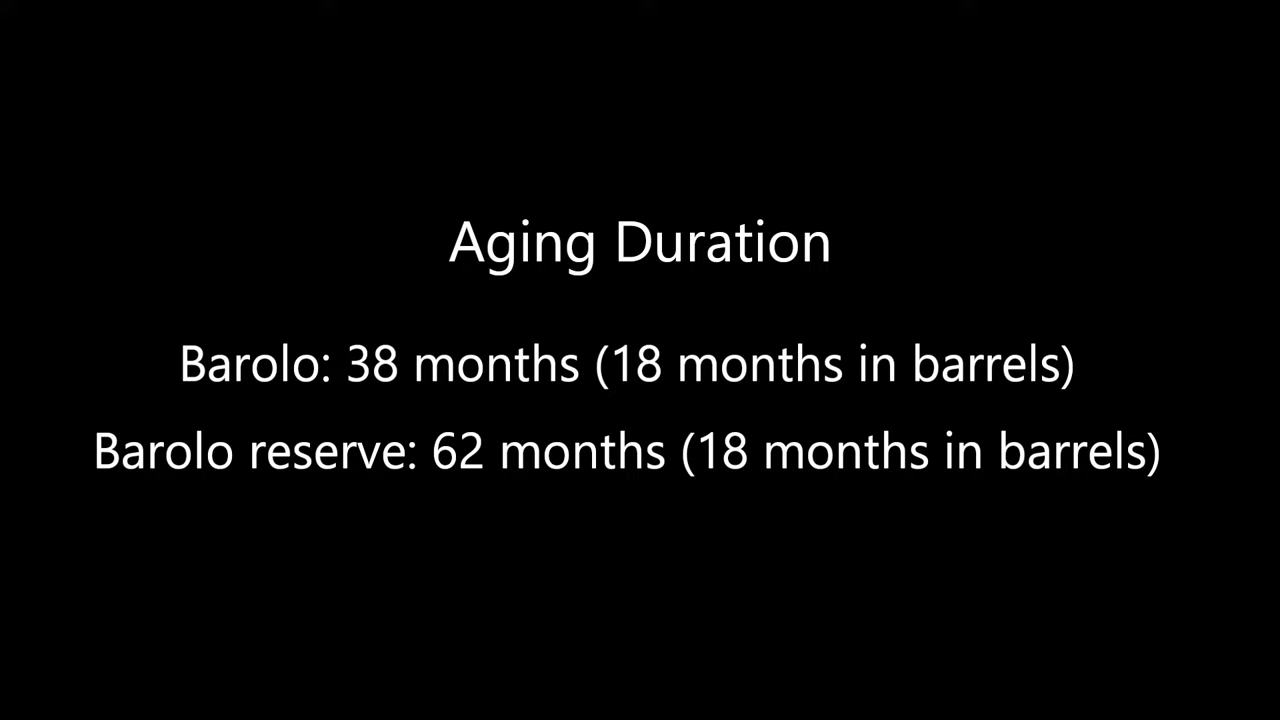 Aging Duration
Barolo: 38 months (18 months in barrels)
Barolo reserve: 62 months (18 months in barrels)